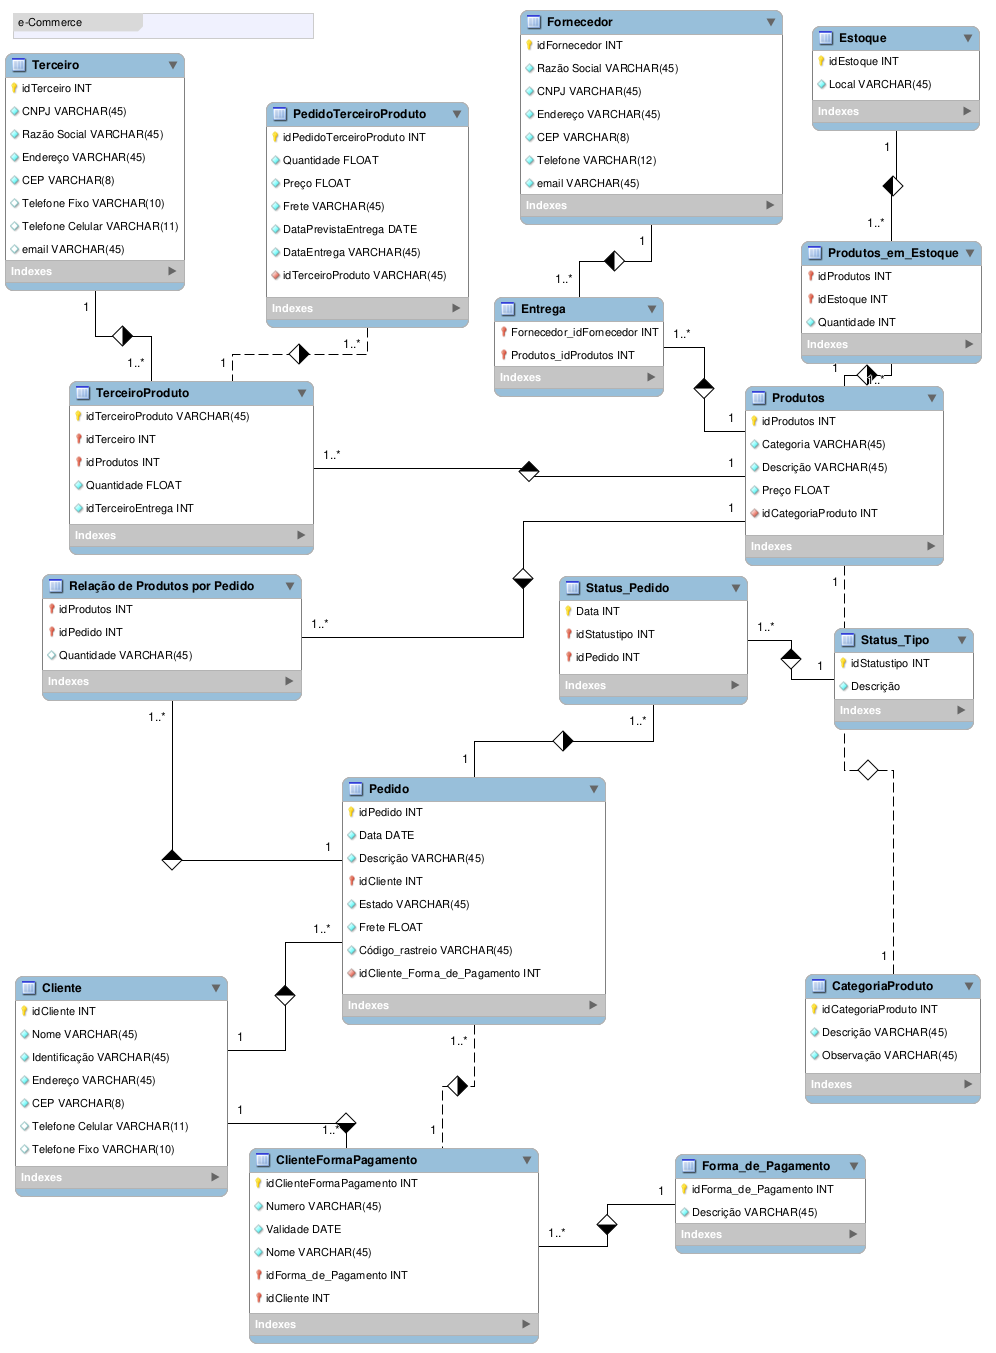 e-Commerce
Terceiro
idTerceiro INT
CNPJ VARCHAR(45)
Razão Social VARCHAR(45)
Endereço VARCHAR(45)
CEP VARCHAR(8)
Telefone Fixo VARCHAR(10)
Telefone Celular VARCHAR(11)
email VARCHAR(45)
Indexes
PedidoTerceiroProduto
idPedidoTerceiroProduto INT
Quantidade FLOAT
Preço FLOAT
Frete VARCHAR(45)
DataPrevistaEntrega DATE
DataEntrega VARCHAR(45)
idTerceiroProduto VARCHAR(45)
Indexes
Fornecedor
idFornecedor INT
Razão Social VARCHAR(45)
CNPJ VARCHAR(45)
Endereço VARCHAR(45)
CEP VARCHAR(8)
Telefone VARCHAR(12)
email VARCHAR(45)
Indexes
Estoque
idEstoque INT
Local VARCHAR(45)
Indexes
1
1..*
Produtos_em_Estoque
idProdutos INT
idEstoque INT
Quantidade INT
Indexes
1
1..*
1
1..*
Entrega
Fornecedor_idFornecedor INT
Produtos_idProdutos INT
Indexes
1..*
1
1
1..*
1
1..*
TerceiroProduto
idTerceiroProduto VARCHAR(45)
idTerceiro INT
idProdutos INT
Quantidade FLOAT
idTerceiroEntrega INT
Indexes
1..*
1
Produtos
idProdutos INT
Categoria VARCHAR(45)
Descrição VARCHAR(45)
Preço FLOAT
idCategoriaProduto INT
Indexes
1
1..*
Relação de Produtos por Pedido
idProdutos INT
idPedido INT
Quantidade VARCHAR(45)
Indexes
1..*
1
Status_Pedido
Data INT
idStatustipo INT
idPedido INT
Indexes
1..*
1
1..*
1
1
Status_Tipo
idStatustipo INT
Descrição
Indexes
1
Pedido
idPedido INT
Data DATE
Descrição VARCHAR(45)
idCliente INT
Estado VARCHAR(45)
Frete FLOAT
Código_rastreio VARCHAR(45)
idCliente_Forma_de_Pagamento INT
Indexes
1..*
1
1..*
1
CategoriaProduto
idCategoriaProduto INT
Descrição VARCHAR(45)
Observação VARCHAR(45)
Indexes
Cliente
idCliente INT
Nome VARCHAR(45)
Identificação VARCHAR(45)
Endereço VARCHAR(45)
CEP VARCHAR(8)
Telefone Celular VARCHAR(11)
Telefone Fixo VARCHAR(10)
Indexes
1
1..*
ClienteFormaPagamento
idClienteFormaPagamento INT
Numero VARCHAR(45)
Validade DATE
Nome VARCHAR(45)
idForma_de_Pagamento INT
idCliente INT
Indexes
1..*
1
Forma_de_Pagamento
idForma_de_Pagamento INT
Descrição VARCHAR(45)
Indexes